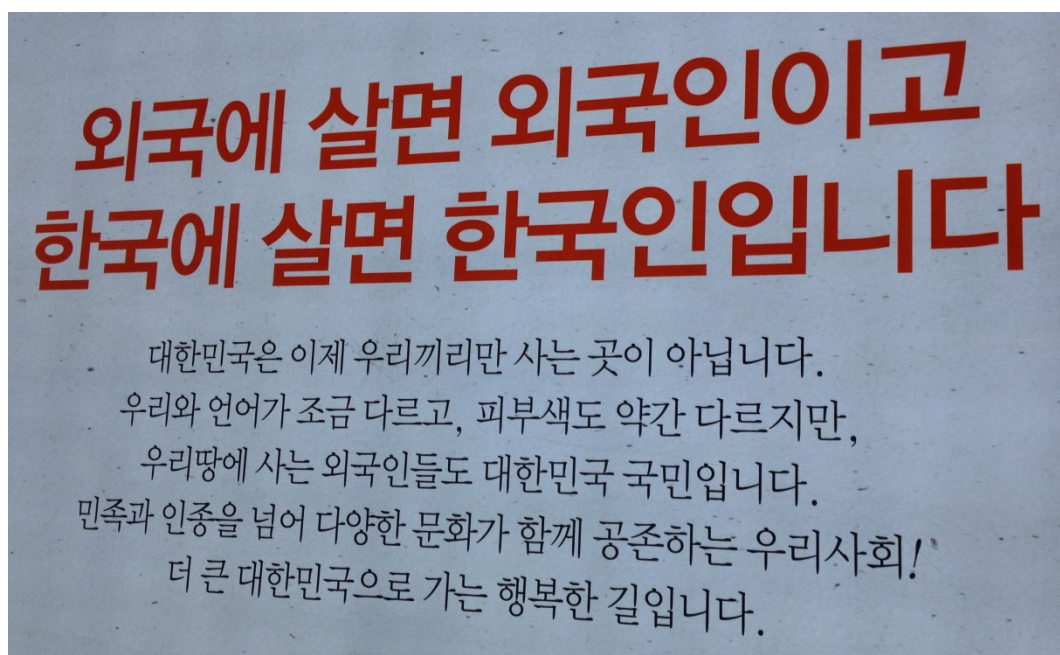 외국에 살면 외국인이고
한국에 살면 한국인입니다
대한민국은 이제 우리끼리만 사는 곳이 아닙니다.
우리와 언어가 조금 다르고, 피부색도 약간 다르지만,
우리땅에 사는 외국인들도 대한민국 국민입니다.
민족과 인종을 넘어 다양한 문화가 함께 공존하는 우리사회!
더 큰 대한민국으로 가는 행복한 길입니다.